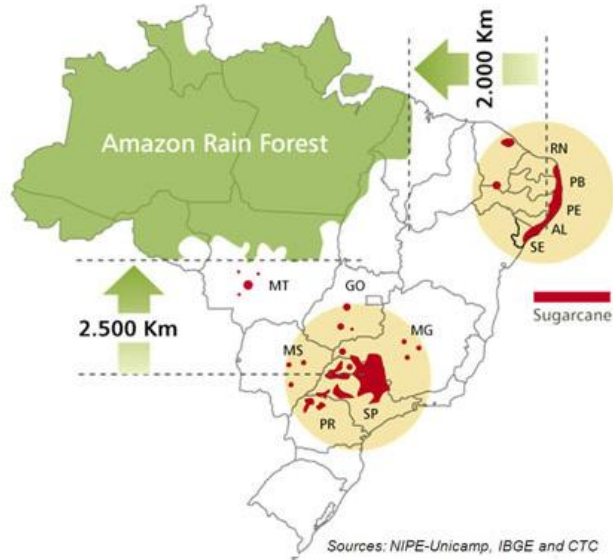 2.000 Km
Amazon Rain Forest
RN
PB
PE
AL
SE
MT
GO
2.500 Km
Sugarcane
MG
MS
SP
PR
Sources: NIPE-Unicamp, IBGE and CTC